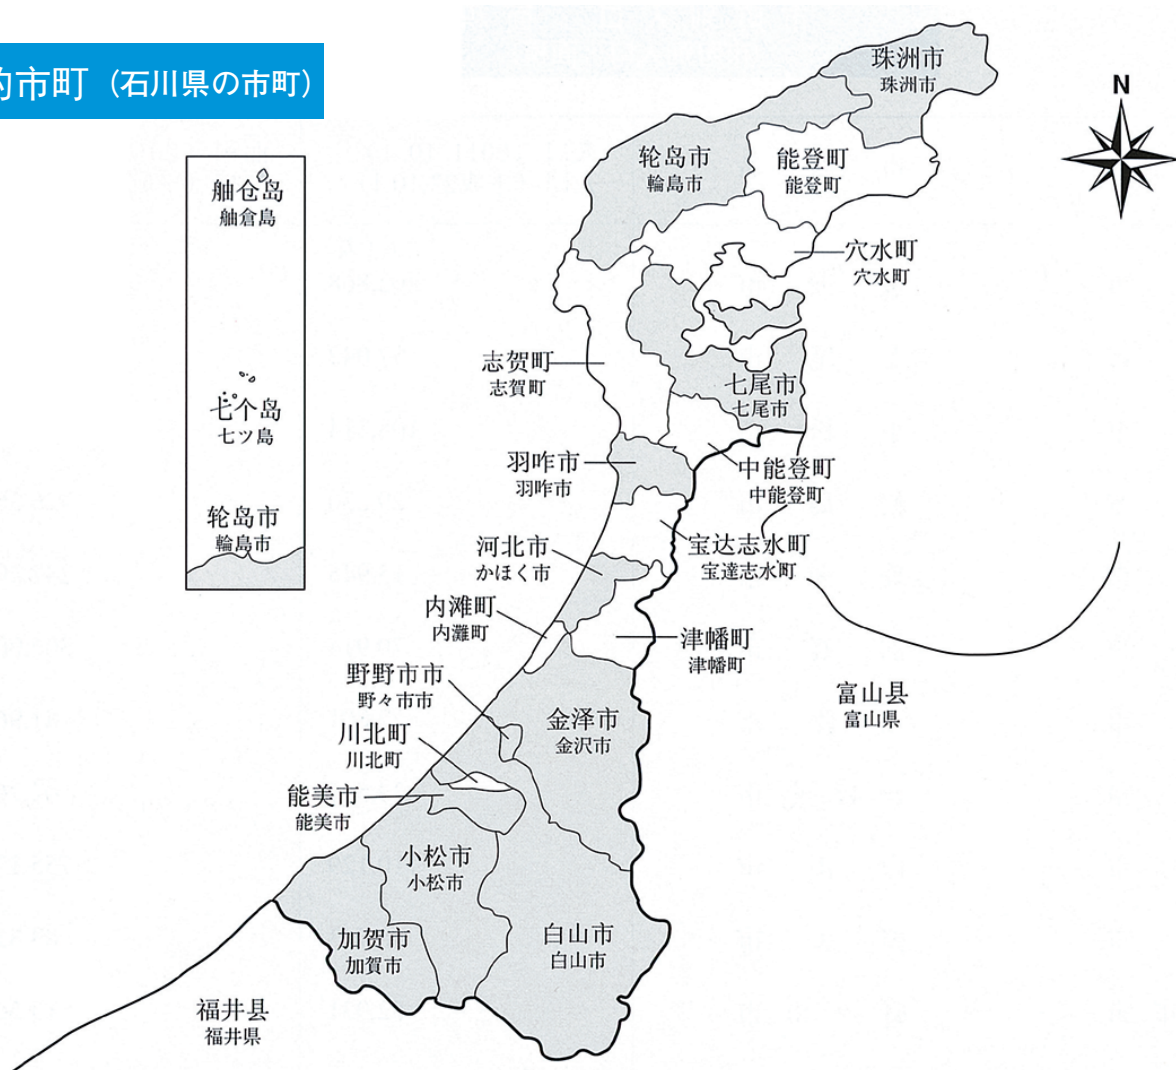 的市町（石川県の市町）
N
珠洲市
珠洲市
轮岛市
輪島市
能登町
能登町
舳仓岛
舳倉島
穴水町
穴水町
志贺町
志賀町
七尾市
七尾市
七个岛
七ツ島
羽咋市
羽咋市
中能登町
中能登町
轮岛市
輪島市
河北市
かほく市
宝达志水町
宝達志水町
内滩町
内灘町
津幡町
津幡町
野野市市
野々市市
金泽市
金沢市
富山县
富山県
川北町
川北町
能美市
能美市
小松市
小松市
加贺市
加賀市
白山市
白山市
福井县
福井県